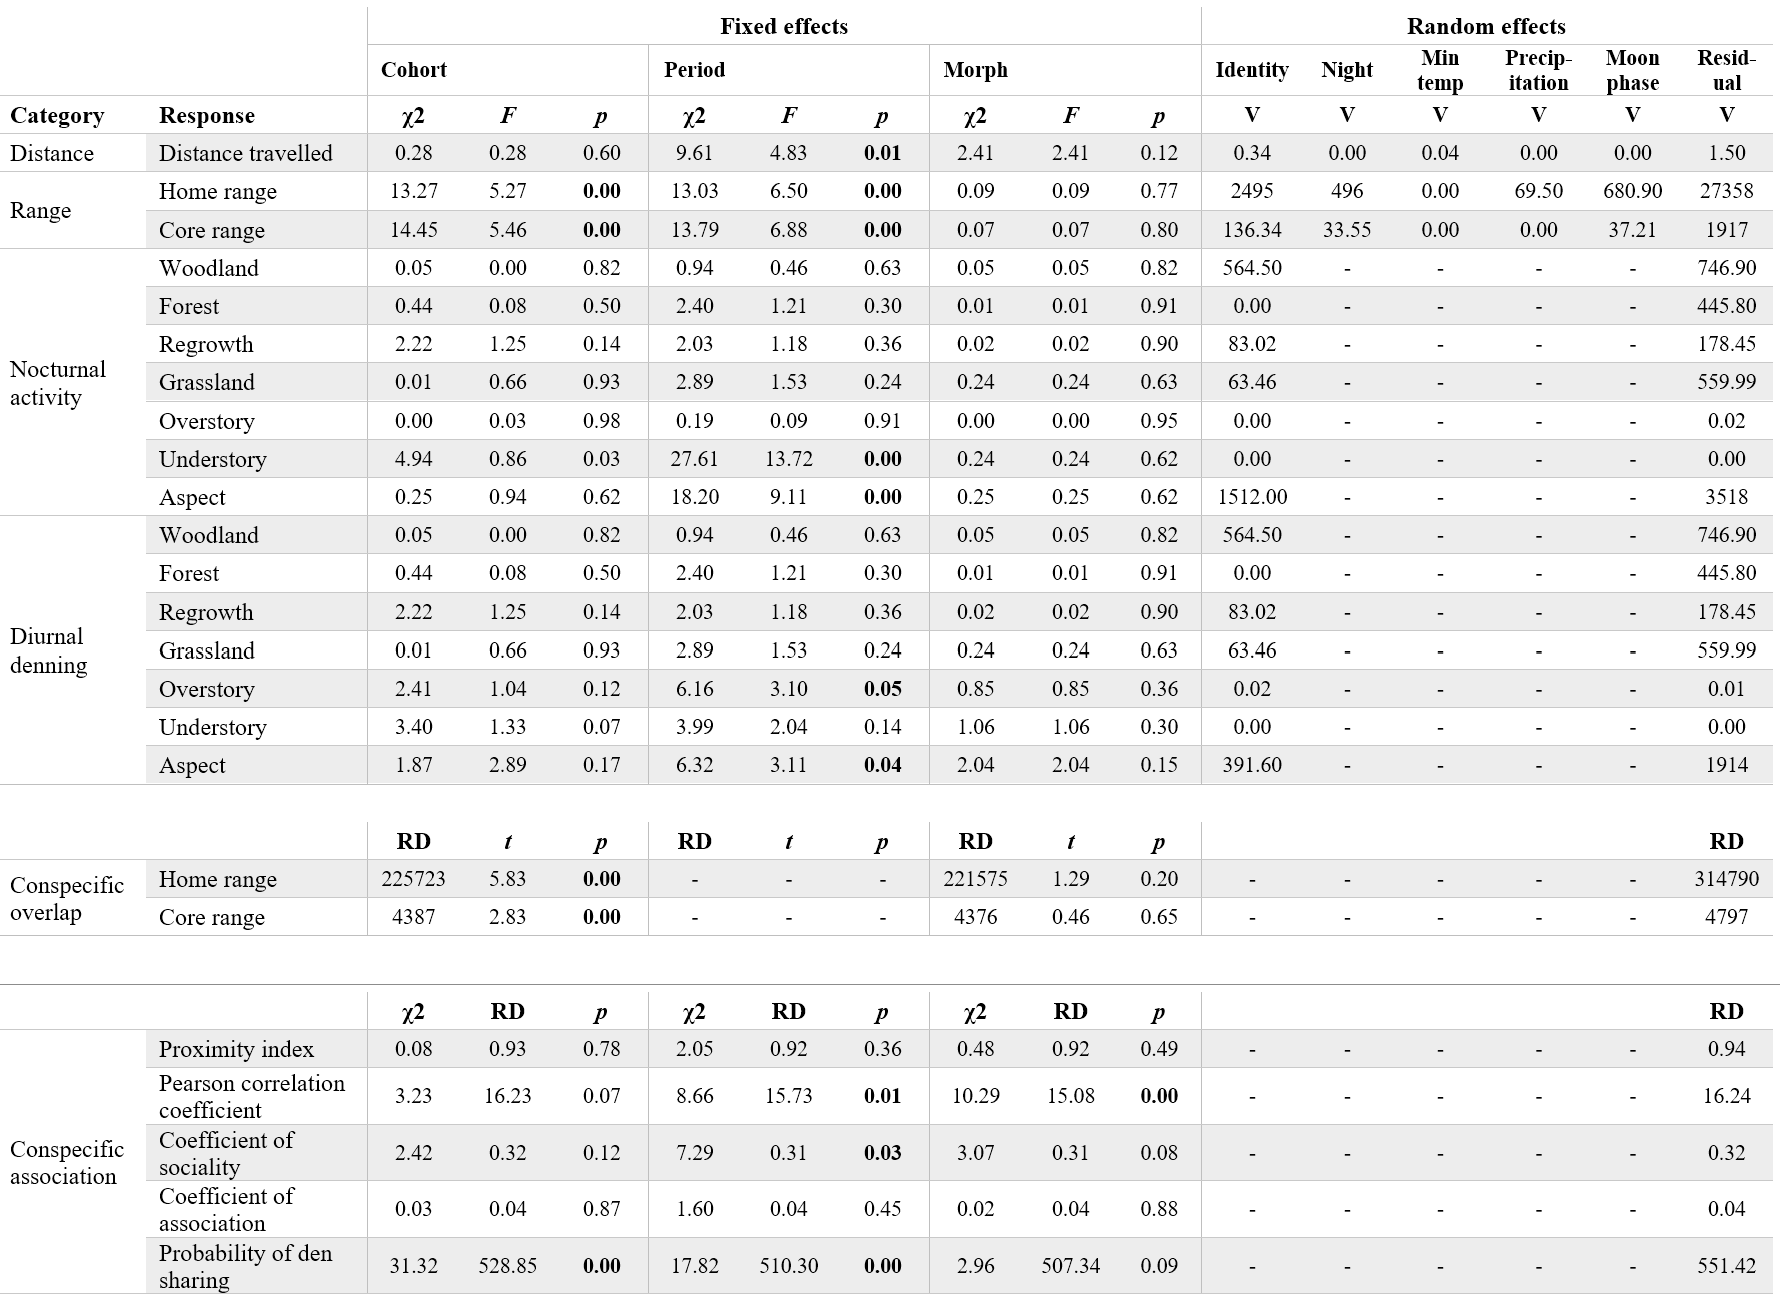 Fixed effects Random effects
Cohort Period Morph Identity Night Min temp Precip-itation Moon phase Resid-ual
Category Response χ2 F p χ2 F p χ2 F p V V V V V V
Distance Distance travelled 0.28 0.28 0.60 9.61 4.83 0.01 2.41 2.41 0.12 0.34 0.00 0.04 0.00 0.00 1.50
Range
Home range 13.27 5.27 0.00 13.03 6.50 0.00 0.09 0.09 0.77 2495 496 0.00 69.50 680.90 27358
Core range 14.45 5.46 0.00 13.79 6.88 0.00 0.07 0.07 0.80 136.34 33.55 0.00 0.00 37.21 1917
Nocturnal activity
Woodland 0.05 0.00 0.82 0.94 0.46 0.63 0.05 0.05 0.82 564.50 - - - - 746.90
Forest 0.44 0.08 0.50 2.40 1.21 0.30 0.01 0.01 0.91 0.00 - - - - 445.80
Regrowth 2.22 1.25 0.14 2.03 1.18 0.36 0.02 0.02 0.90 83.02 - - - - 178.45
Grassland 0.01 0.66 0.93 2.89 1.53 0.24 0.24 0.24 0.63 63.46 - - - - 559.99
Overstory 0.00 0.03 0.98 0.19 0.09 0.91 0.00 0.00 0.95 0.00 - - - - 0.02
Understory 4.94 0.86 0.03 27.61 13.72 0.00 0.24 0.24 0.62 0.00 - - - - 0.00
Aspect 0.25 0.94 0.62 18.20 9.11 0.00 0.25 0.25 0.62 1512.00 - - - - 3518
Diurnal denning
Woodland 0.05 0.00 0.82 0.94 0.46 0.63 0.05 0.05 0.82 564.50 - - - - 746.90
Forest 0.44 0.08 0.50 2.40 1.21 0.30 0.01 0.01 0.91 0.00 - - - - 445.80
Regrowth 2.22 1.25 0.14 2.03 1.18 0.36 0.02 0.02 0.90 83.02 - - - - 178.45
Grassland 0.01 0.66 0.93 2.89 1.53 0.24 0.24 0.24 0.63 63.46 - - - - 559.99
Overstory 2.41 1.04 0.12 6.16 3.10 0.05 0.85 0.85 0.36 0.02 - - - - 0.01
Understory 3.40 1.33 0.07 3.99 2.04 0.14 1.06 1.06 0.30 0.00 - - - - 0.00
Aspect 1.87 2.89 0.17 6.32 3.11 0.04 2.04 2.04 0.15 391.60 - - - - 1914
RD t p RD t p RD t p RD
Conspecific overlap
Home range 225723 5.83 0.00 - - - 221575 1.29 0.20 - - - - - 314790
Core range 4387 2.83 0.00 - - - 4376 0.46 0.65 - - - - - 4797
χ2 RD p χ2 RD p χ2 RD p RD
Conspecific association
Proximity index 0.08 0.93 0.78 2.05 0.92 0.36 0.48 0.92 0.49 - - - - - 0.94
Pearson correlation coefficient 3.23 16.23 0.07 8.66 15.73 0.01 10.29 15.08 0.00 - - - - - 16.24
Coefficient of sociality 2.42 0.32 0.12 7.29 0.31 0.03 3.07 0.31 0.08 - - - - - 0.32
Coefficient of association 0.03 0.04 0.87 1.60 0.04 0.45 0.02 0.04 0.88 - - - - - 0.04
Probability of den sharing 31.32 528.85 0.00 17.82 510.30 0.00 2.96 507.34 0.09 - - - - - 551.42